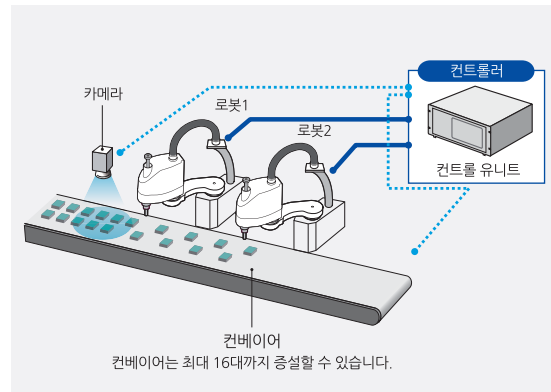 컨트롤러
카메라
로봇1
로봇2
컨트롤 유니트
컨베이어
컨베이어는 최대 16대까지 증설할 수 있습니다.